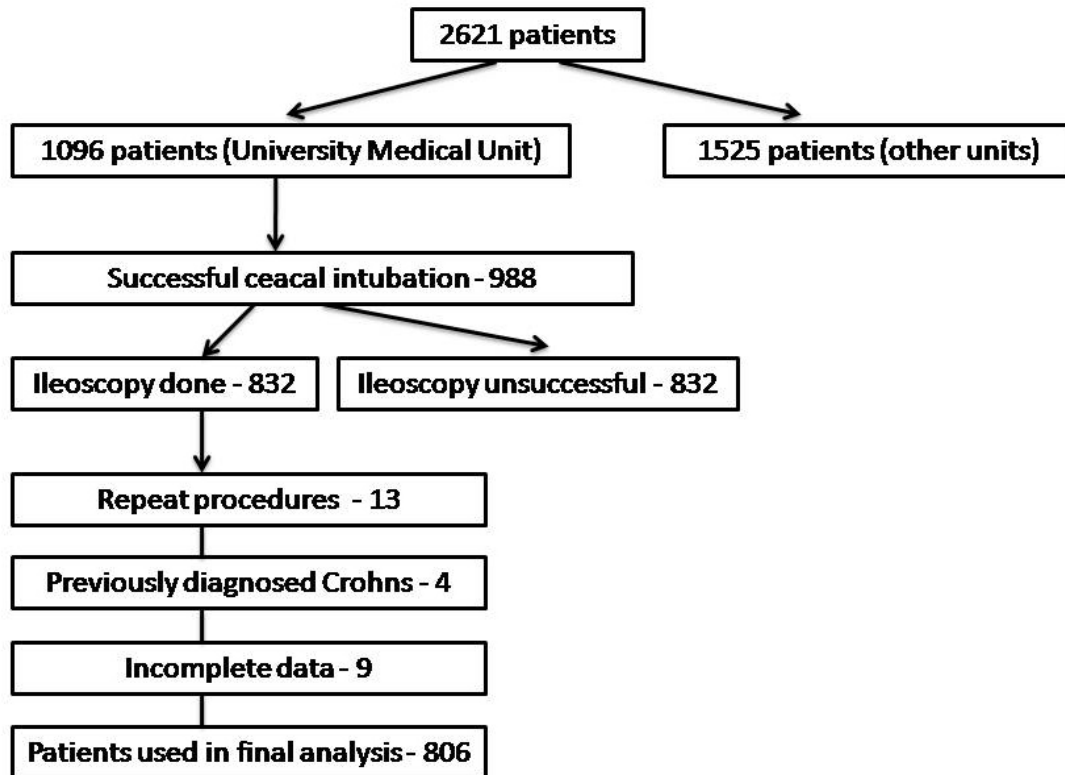 2621 patients
1096 patients (University Medical Unit)
1525 patients (other units)
Successful ceacal intubation - 988
Ileoscopy done - 832
Ileoscopy unsuccessful - 832
Repeat procedures - 13
Previously diagnosed Crohns - 4
Incomplete data - 9
Patients used in final analysis - 806